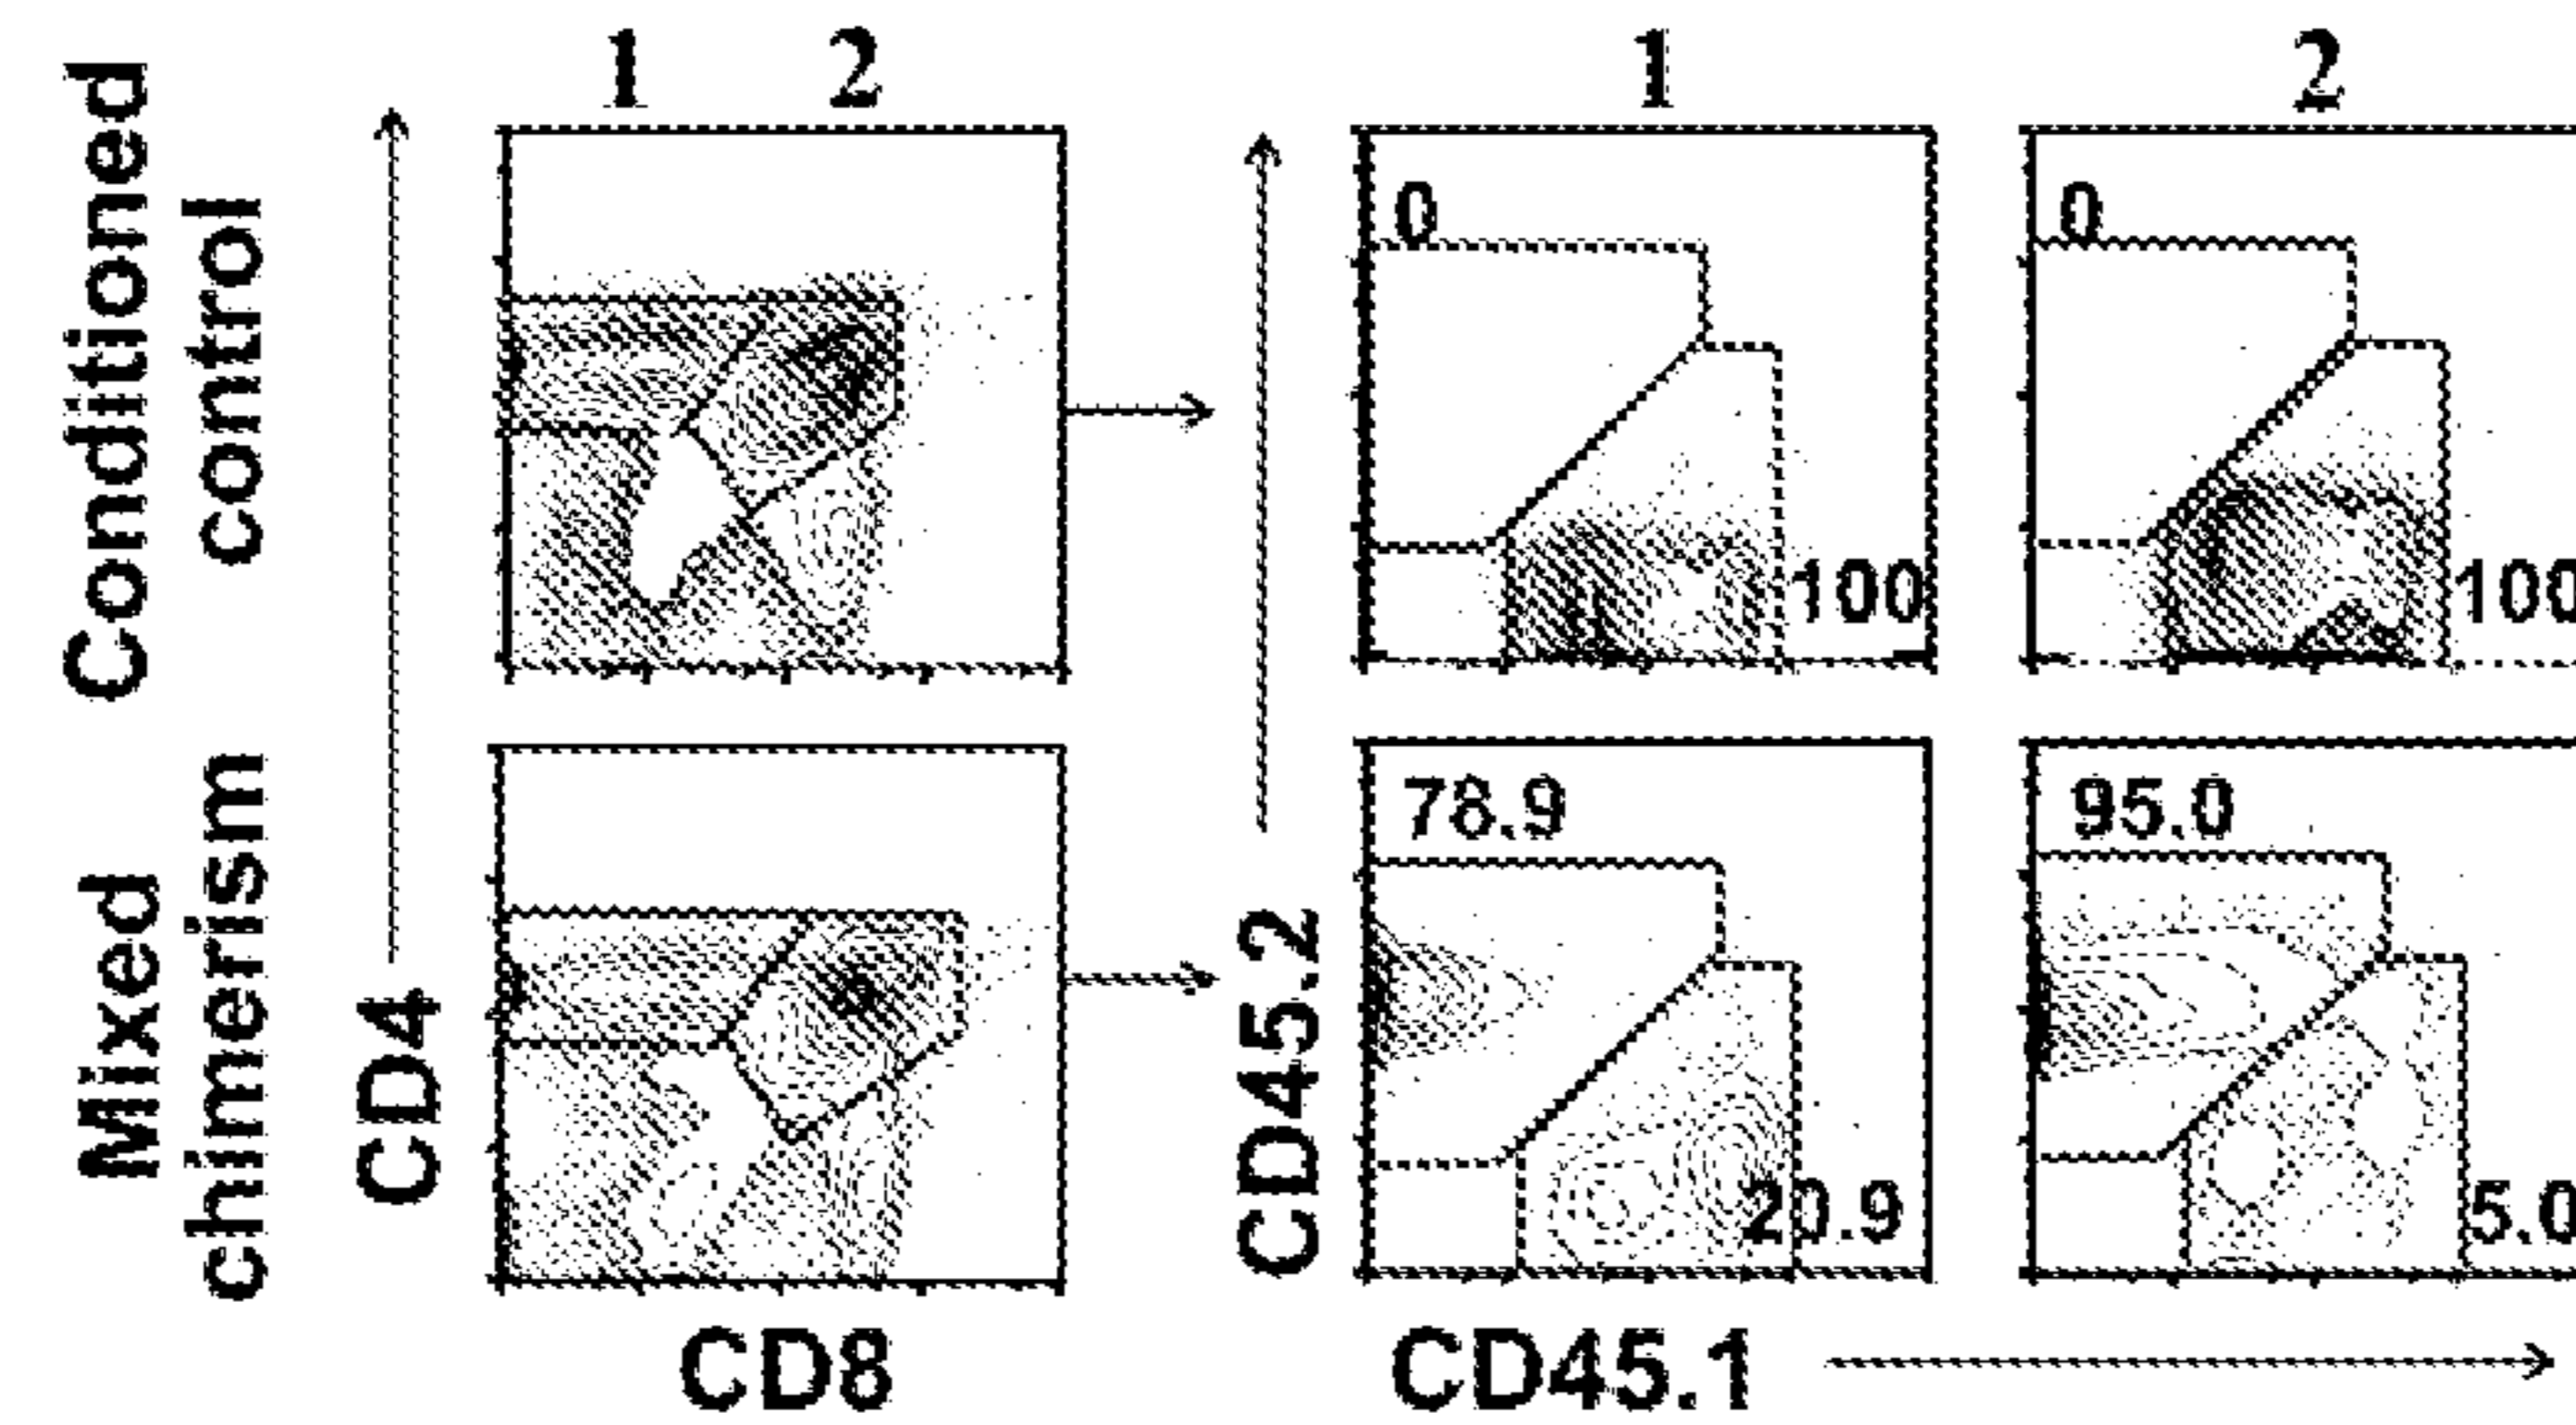 1 2 1 2
Conditioned
control
0
0
100
100
Mixed
chimerism
CD4
CD45.2
78.9
95.0
20.9
5.0
CD8
CD45.1